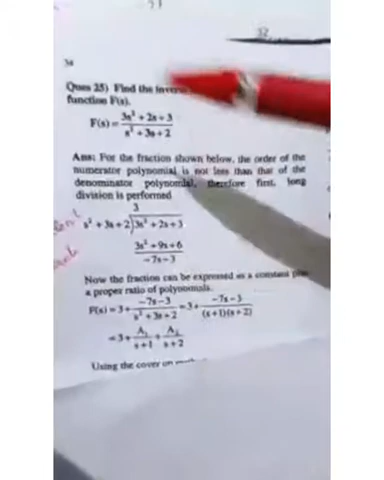 34
Ques 25) Find the inverse
function F(s).
F(s) = 3s² + 2s + 3 / s² + 3s + 2
Ans: For the fraction shown below, the order of the
numerator polynomial is not less than that of the
denominator polynomial, therefore first, long
division is performed
3
s² + 3s + 2 ) 3s² + 2s + 3
3s² + 9s + 6
-7s - 3
Now the fraction can be expressed as a constant plus
a proper ratio of polynomials.
F(s) = 3 + -7s - 3 / s² + 3s + 2 = 3 + -7s - 3 / (s + 1)(s + 2)
= 3 + A₁ / s + 1 + A₂ / s + 2
Using the cover